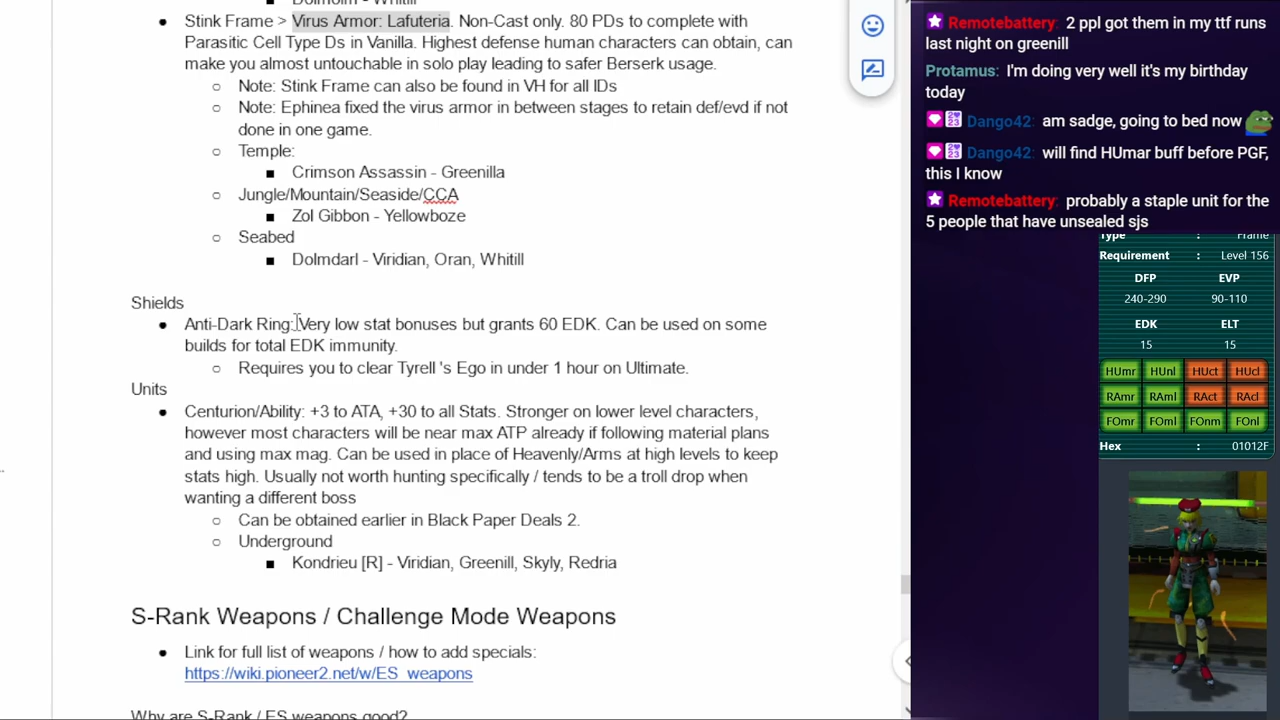 Dolmolm - Whitill
Stink Frame > Virus Armor: Lafuteria. Non-Cast only. 80 PDs to complete with
Parasitic Cell Type Ds in Vanilla. Highest defense human characters can obtain, can
make you almost untouchable in solo play leading to safer Berserk usage.
Note: Stink Frame can also be found in VH for all IDs
Note: Ephinea fixed the virus armor in between stages to retain def/evd if not
done in one game.
Temple:
Crimson Assassin - Greenilla
Jungle/Mountain/Seaside/CCA
Zol Gibbon - Yellowboze
Seabed
Dolmdarl - Viridian, Oran, Whitill
Shields
Anti-Dark Ring: Very low stat bonuses but grants 60 EDK. Can be used on some
builds for total EDK immunity.
Requires you to clear Tyrell 's Ego in under 1 hour on Ultimate.
Units
Centurion/Ability: +3 to ATA, +30 to all Stats. Stronger on lower level characters,
however most characters will be near max ATP already if following material plans
and using max mag. Can be used in place of Heavenly/Arms at high levels to keep
stats high. Usually not worth hunting specifically / tends to be a troll drop when
wanting a different boss
Can be obtained earlier in Black Paper Deals 2.
Underground
Kondrieu [R] - Viridian, Greenill, Skyly, Redria
S-Rank Weapons / Challenge Mode Weapons
Link for full list of weapons / how to add specials:
https://wiki.pioneer2.net/w/ES_weapons
Why are S-Rank / ES weapons good?
Remotebattery: 2 ppl got them in my ttf runs
last night on greenill
Protamus: I'm doing very well it's my birthday
today
Dango42: am sadge, going to bed now
Dango42: will find HUmar buff before PGF,
this I know
Remotebattery: probably a staple unit for the
5 people that have unsealed sjs
Type : Frame
Requirement : Level 156
DFP EVP
240-290 90-110
EDK ELT
15 15
HUmr HUnl HUct HUcl
RAmr RAml RAct RAcl
FOmr FOml FOnm FOnl
Hex : 01012F